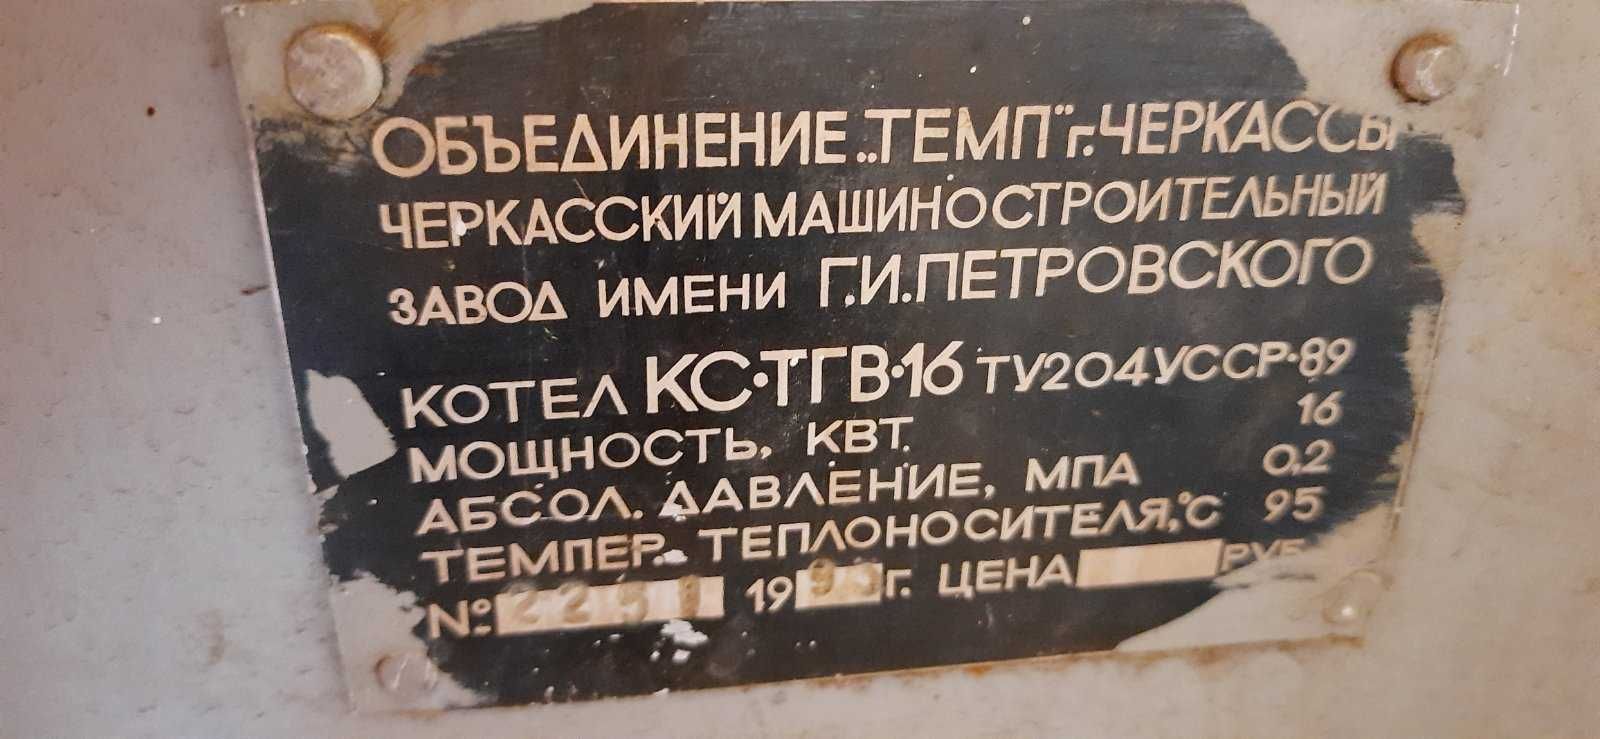 ОБЪЕДИНЕНИЕ „ТЕМП" г. ЧЕРКАССЫ
ЧЕРКАССКИЙ МАШИНОСТРОИТЕЛЬНЫЙ
ЗАВОД ИМЕНИ Г.И.ПЕТРОВСКОГО
КОТЕЛ КС·ТГВ·16 ТУ204УССР·89
МОЩНОСТЬ, КВТ. 16
АБСОЛ. ДАВЛЕНИЕ, МПА 0,2
ТЕМПЕР. ТЕПЛОНОСИТЕЛЯ,°С 95
№: 19 г. ЦЕНА РУБ.